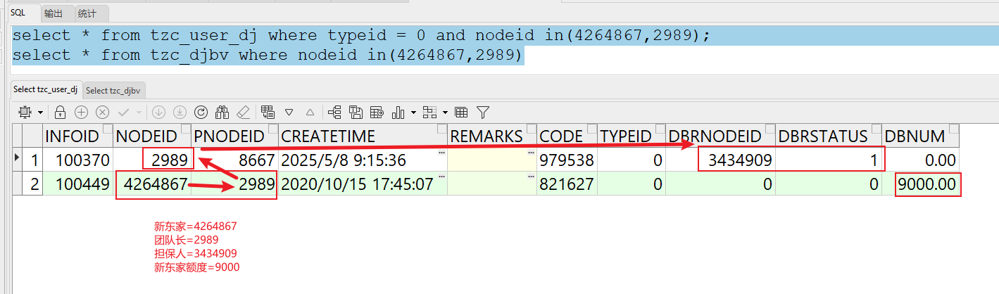 SQL 输出 统计
select * from tzc_user_dj where typeid = 0 and nodeid in(4264867,2989);
select * from tzc_djbv where nodeid in(4264867,2989)
Select tzc_user_dj Select tzc_djbv
INFOID NODEID PNODEID CREATETIME REMARKS CODE TYPEID DBRNODEID DBRSTATUS DBNUM
1 100370 2989 8667 2025/5/8 9:15:36 979538 0 3434909 1 0.00
2 100449 4264867 2989 2020/10/15 17:45:07 821627 0 0 0 9000.00
新东家=4264867
团队长=2989
担保人=3434909
新东家额度=9000